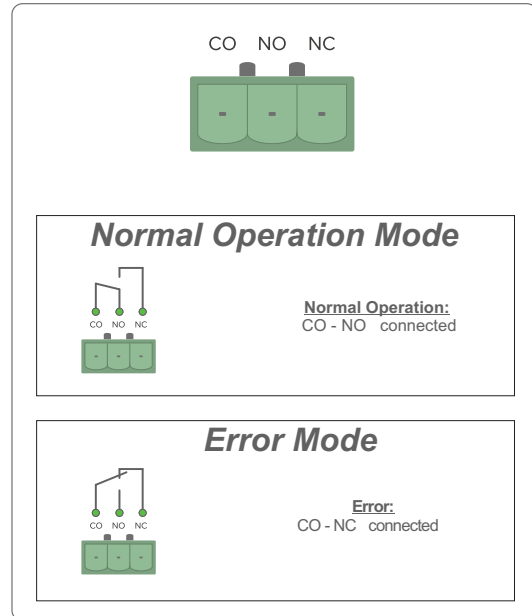 CO NO NC
Normal Operation Mode
CO NO NC
Normal Operation:
CO - NO connected
Error Mode
CO NO NC
Error:
CO - NC connected